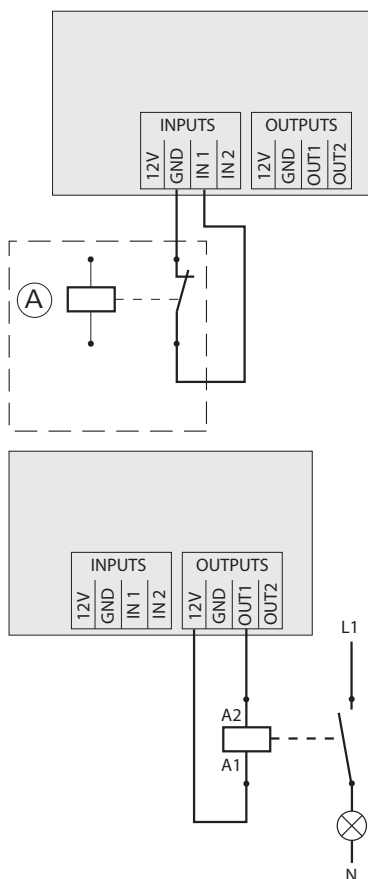 INPUTS OUTPUTS
12V GND IN 1 IN 2 12V GND OUT1 OUT2
A
INPUTS OUTPUTS
12V GND IN 1 IN 2 12V GND OUT1 OUT2
L1
A2
A1
N